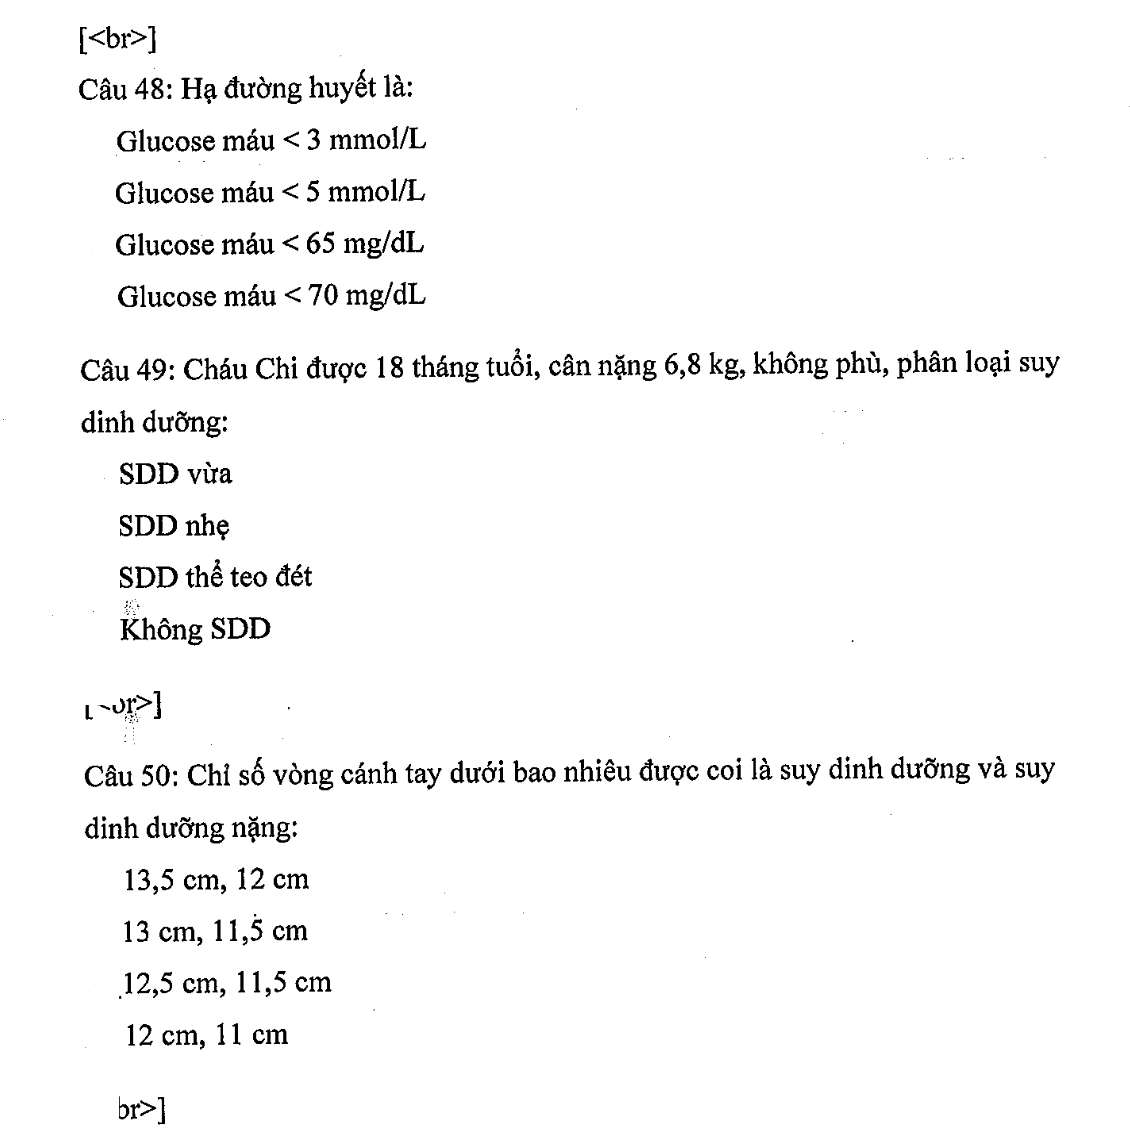 [<br>]
Câu 48: Hạ đường huyết là:
Glucose máu < 3 mmol/L
Glucose máu < 5 mmol/L
Glucose máu < 65 mg/dL
Glucose máu < 70 mg/dL
Câu 49: Cháu Chi được 18 tháng tuổi, cân nặng 6,8 kg, không phù, phân loại suy
dinh dưỡng:
SDD vừa
SDD nhẹ
SDD thể teo đét
Không SDD
r>]
Câu 50: Chỉ số vòng cánh tay dưới bao nhiêu được coi là suy dinh dưỡng và suy
dinh dưỡng nặng:
13,5 cm, 12 cm
13 cm, 11,5 cm
12,5 cm, 11,5 cm
12 cm, 11 cm
br>]